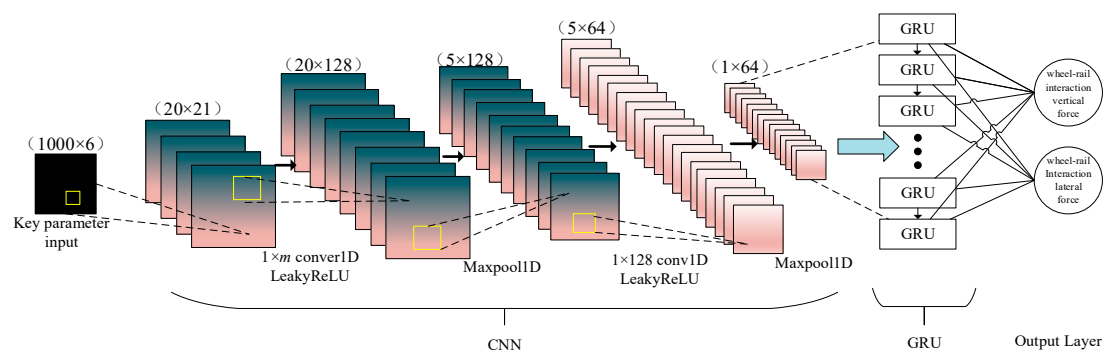 (1000×6)
Key parameter
input
(20×21)
(20×128)
1×m conver1D
LeakyReLU
(5×128)
Maxpool1D
(5×64)
1×128 conv1D
LeakyReLU
(1×64)
Maxpool1D
CNN
GRU
GRU
GRU
GRU
GRU
GRU
wheel-rail
interaction
vertical
force
wheel-rail
Interaction
lateral
force
Output Layer